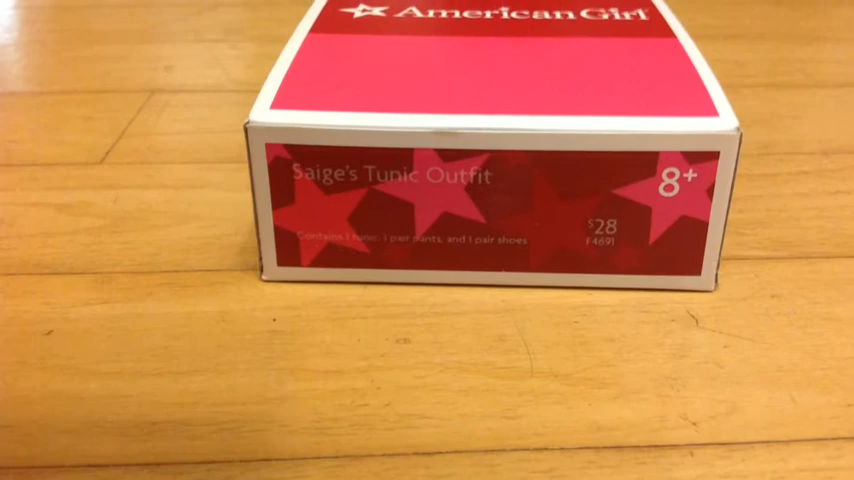 American Girl
Saige's Tunic Outfit
8+
Contains 1 tunic, 1 pair pants, and 1 pair shoes
$28
F4691